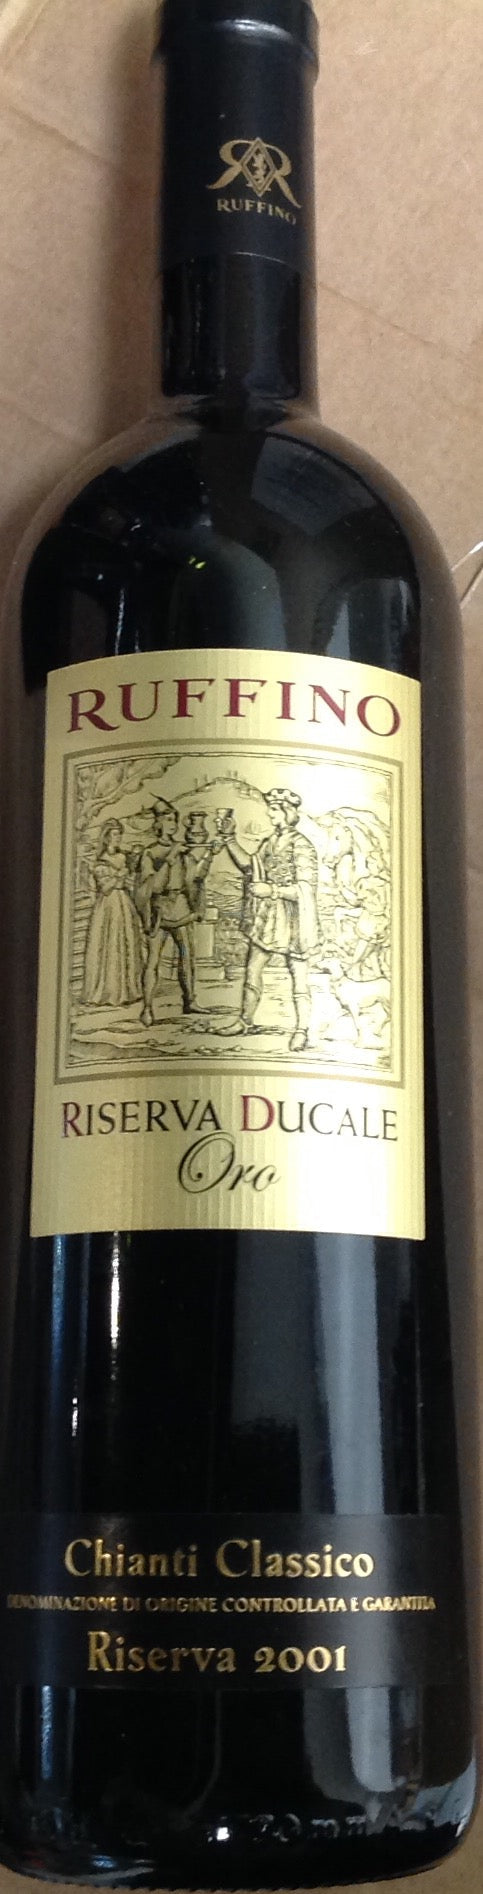 RUFFINO
RUFFINO
RISERVA DUCALE
Oro
Chianti Classico
DENOMINAZIONE DI ORIGINE CONTROLLATA E GARANTITA
Riserva 2001